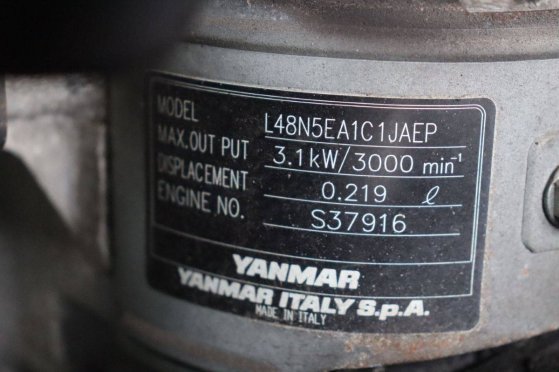 MODEL L48N5EA1C1JAEP
MAX.OUT PUT 3.1kW/3000 min⁻¹
DISPLACEMENT 0.219 ℓ
ENGINE NO. S37916
YANMAR
YANMAR ITALY S.p.A.
MADE IN ITALY